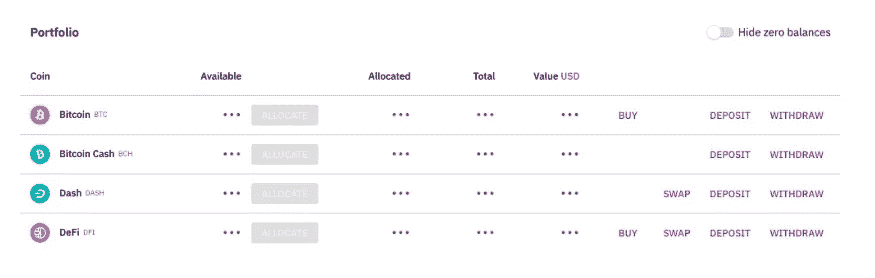 Portfolio Hide zero balances
Coin Available Allocated Total Value USD
Bitcoin BTC ••• ALLOCATE ••• ••• ••• BUY DEPOSIT WITHDRAW
Bitcoin Cash BCH ••• ALLOCATE ••• ••• ••• DEPOSIT WITHDRAW
Dash DASH ••• ALLOCATE ••• ••• ••• SWAP DEPOSIT WITHDRAW
DeFi DFI ••• ALLOCATE ••• ••• ••• BUY SWAP DEPOSIT WITHDRAW